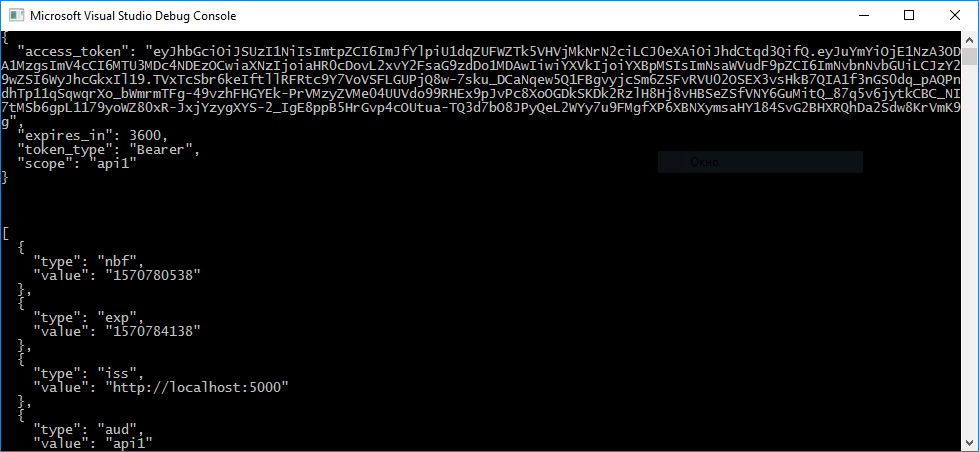 Microsoft Visual Studio Debug Console
{
  "access_token": "eyJhbGciOiJSUzI1NiIsImtpZCI6ImJfYlpiU1dqZUFWZTk5VHVjMkNrN2ciLCJ0eXAiOiJhdCtqd3QifQ.eyJuYmYiOjE1NzA3ODA1MzgsImV4cCI6MTU3MDc4NDEzOCwiaXNzIjoiaHR0cDovL2xvY2FsaG9zdDo1MDAwIiwiYXVkIjoiYXBpMSIsImNsaWVudF9pZCI6ImNvbnNvbGUiLCJzY29wZSI6WyJhcGkxIl19.TVxTcSbr6keIftllRFRtc9Y7VoVSFLGUPjQ8w-7sku_DCaNqew5Q1FBgvyjcSm6ZSFvRVU02OSEX3vsHkB7QIA1f3nGS0dq_pAQPndhTp11qSqwqrXo_bWmrmTFg-49vzhFHGYEk-PrVMzyZVMe04UUVdo99RHEx9pJvPc8XoOGDkSKDk2RzlH8Hj8vHBSeZSfVNY6GuMitQ_87q5v6jytkCBC_NI7tMSb6gpL1179yoWZ80xR-JxjYzygXYS-2_IgE8ppB5HrGvp4cOUtua-TQ3d7bO8JPyQeL2WYy7u9FMgfXP6XBNXymsaHY184SvG2BHXRQhDa2Sdw8KrVmK9g",
  "expires_in": 3600,
  "token_type": "Bearer",
  "scope": "api1"
Окно
}
[
  {
    "type": "nbf",
    "value": "1570780538"
  },
  {
    "type": "exp",
    "value": "1570784138"
  },
  {
    "type": "iss",
    "value": "http://localhost:5000"
  },
  {
    "type": "aud",
    "value": "api1"